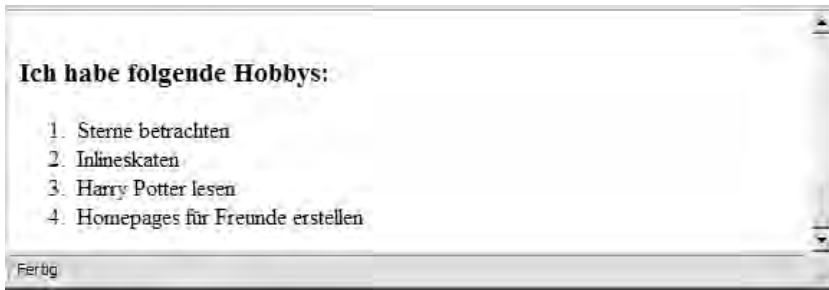 Ich habe folgende Hobbys:
1. Sterne betrachten
2. Inlineskaten
3. Harry Potter lesen
4. Homepages für Freunde erstellen
Fertig